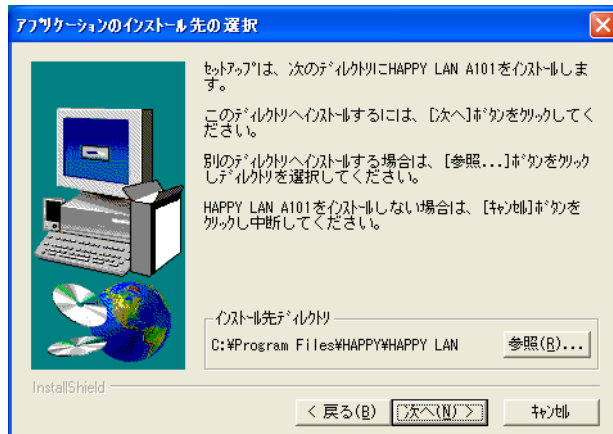 アプリケーションのインストール先の選択
セットアップは、次のディレクトリにHAPPY LAN A101をインストールしま
す。
このディレクトリへインストールするには、[次へ]ボタンをクリックしてく
ださい。
別のディレクトリへインストールする場合は、[参照...]ボタンをクリック
しディレクトリを選択してください。
HAPPY LAN A101をインストールしない場合は、[キャンセル]ボタンを
クリックし中断してください。
インストール先ディレクトリ
C:¥Program Files¥HAPPY¥HAPPY LAN
参照(R)...
InstallShield
< 戻る(B)
次へ(N) >
キャンセル